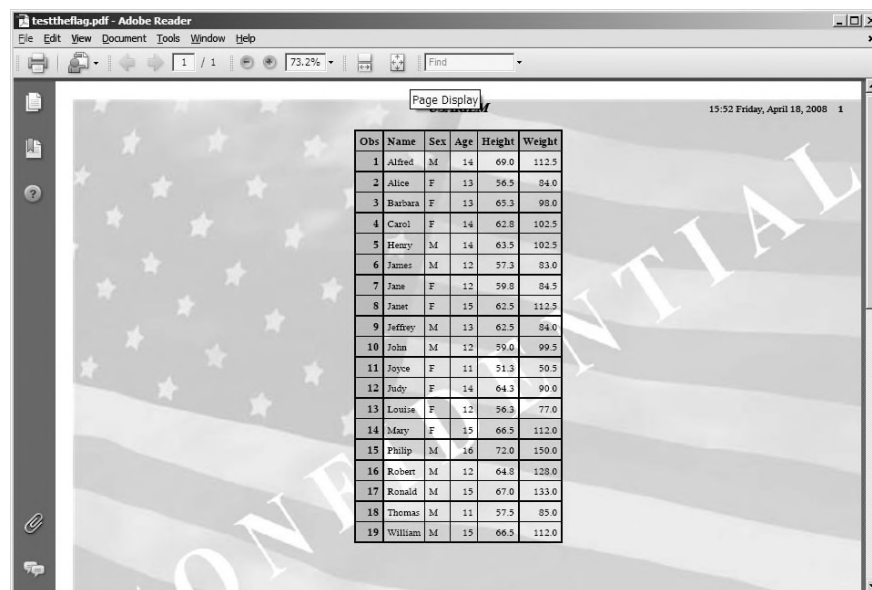 testtheflag.pdf - Adobe Reader
File Edit View Document Tools Window Help
1 / 1 73.2% Find
Page Display
15:52 Friday, April 18, 2008 1
Obs Name Sex Age Height Weight
1 Alfred M 14 69.0 112.5
2 Alice F 13 56.5 84.0
3 Barbara F 13 65.3 98.0
4 Carol F 14 62.8 102.5
5 Henry M 14 63.5 102.5
6 James M 12 57.3 83.0
7 Jane F 12 59.8 84.5
8 Janet F 15 62.5 112.5
9 Jeffrey M 13 62.5 84.0
10 John M 12 59.0 99.5
11 Joyce F 11 51.3 50.5
12 Judy F 14 64.3 90.0
13 Louise F 12 56.3 77.0
14 Mary F 15 66.5 112.0
15 Philip M 16 72.0 150.0
16 Robert M 12 64.8 128.0
17 Ronald M 15 67.0 133.0
18 Thomas M 11 57.5 85.0
19 William M 15 66.5 112.0
CONFIDENTIAL